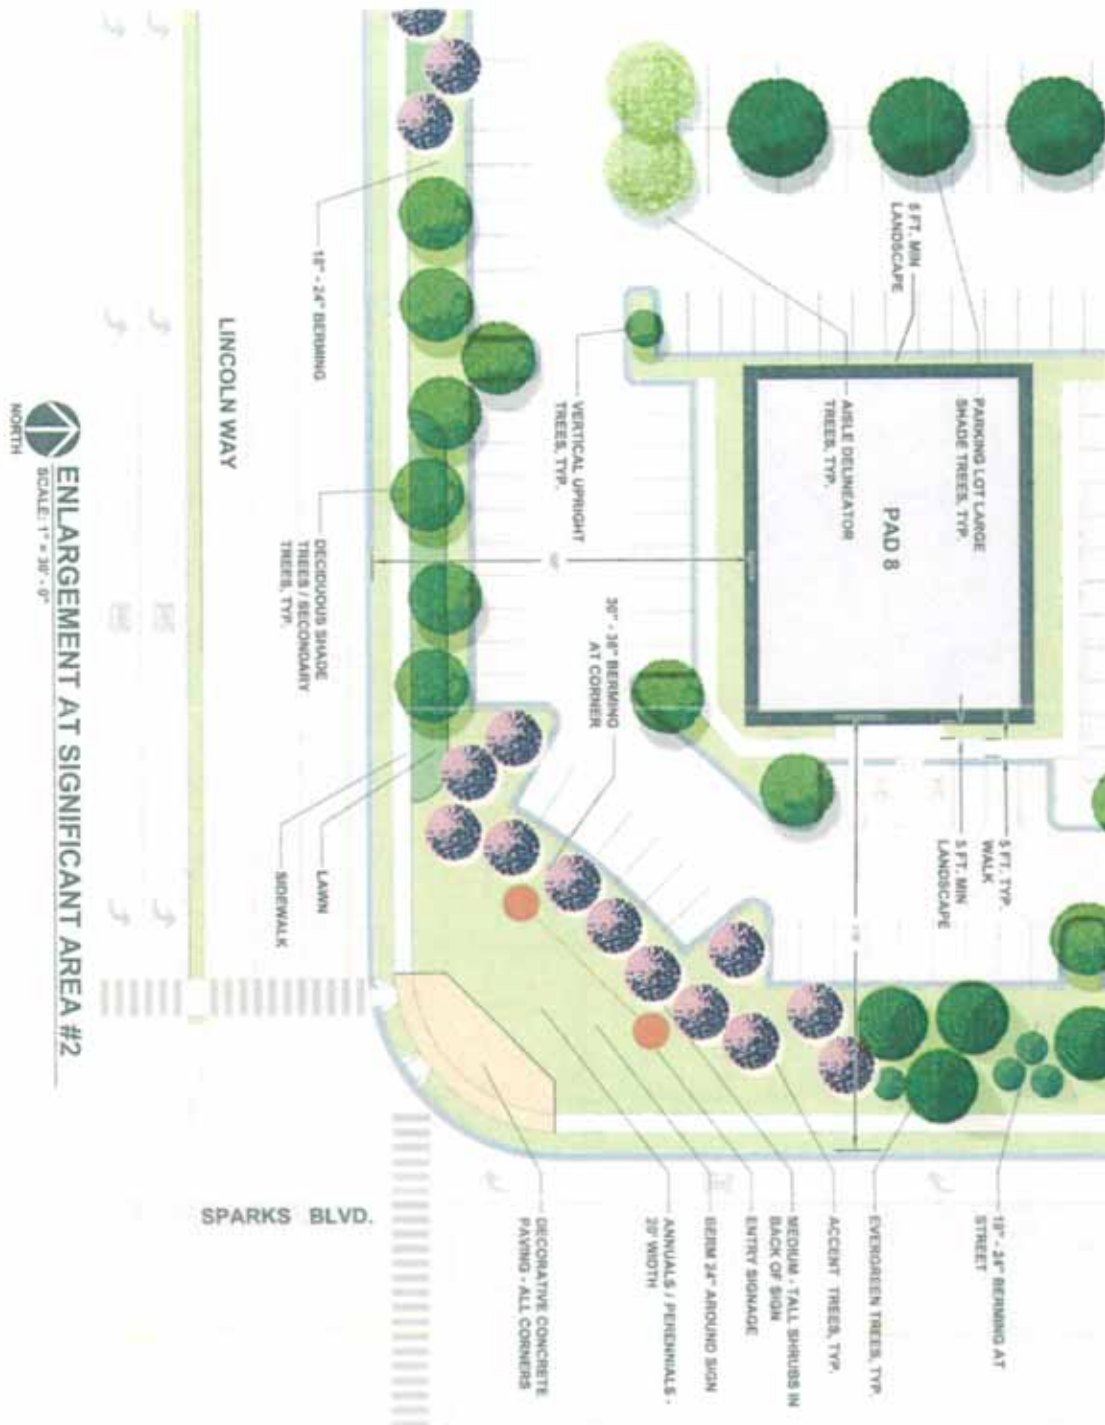 5 FT. MIN
LANDSCAPE
PARKING LOT LARGE
SHADE TREES, TYP.
AISLE DELINEATOR
TREES, TYP.
PAD 8
VERTICAL UPRIGHT
TREES, TYP.
18" - 24" BERMING
LINCOLN WAY
DECIDUOUS SHADE
TREES / SECONDARY
TREES, TYP.
30" - 36" BERMING
AT CORNER
5 FT. TYP.
WALK
5 FT. MIN
LANDSCAPE
LAWN
SIDEWALK
18" - 24" BERMING AT
STREET
EVERGREEN TREES, TYP.
ACCENT TREES, TYP.
MEDIUM - TALL SHRUBS IN
BACK OF SIGN
ENTRY SIGNAGE
BERM 24" AROUND SIGN
ANNUALS / PERENNIALS -
20' WIDTH
DECORATIVE CONCRETE
PAVING - ALL CORNERS
SPARKS BLVD.
ENLARGEMENT AT SIGNIFICANT AREA #2
SCALE: 1" = 30' - 0"
NORTH